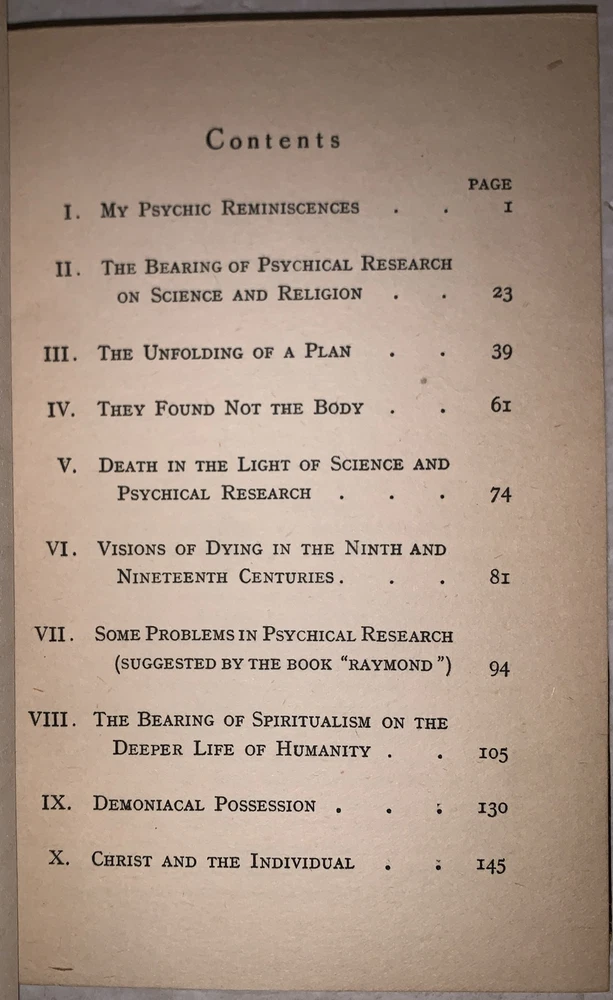 Contents
PAGE
I. My Psychic Reminiscences . . 1
II. The Bearing of Psychical Research
on Science and Religion . . 23
III. The Unfolding of a Plan . . 39
IV. They Found Not the Body . . 61
V. Death in the Light of Science and
Psychical Research . . . 74
VI. Visions of Dying in the Ninth and
Nineteenth Centuries . . . 81
VII. Some Problems in Psychical Research
(suggested by the book "Raymond") 94
VIII. The Bearing of Spiritualism on the
Deeper Life of Humanity . . 105
IX. Demoniacal Possession . . . 130
X. Christ and the Individual . . 145